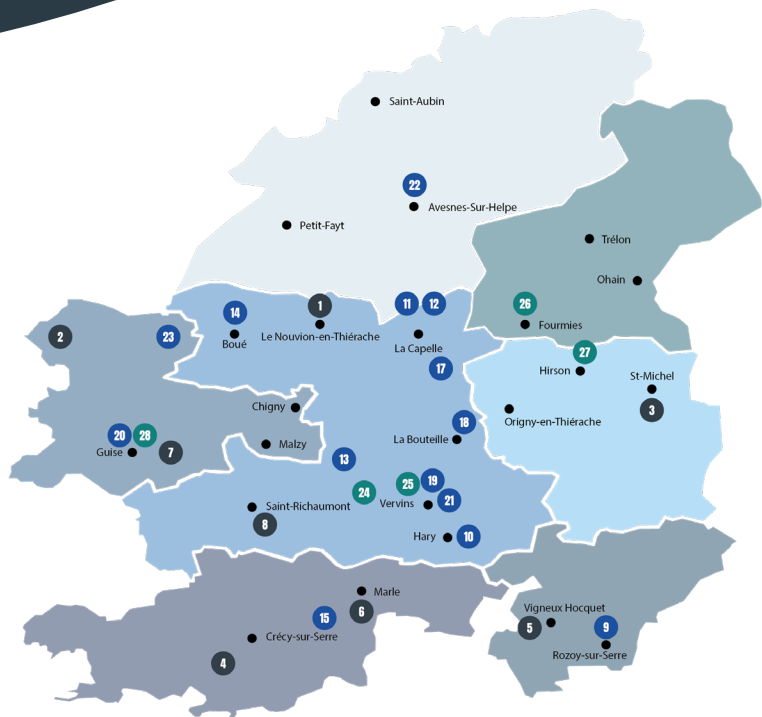 Saint-Aubin
22
Avesnes-Sur-Helpe
Petit-Fayt
Trélon
Ohain
26
Fourmies
14
1
11
12
Boué
Le Nouvion-en-Thiérache
La Capelle
2
23
27
17
Hirson
St-Michel
3
Chigny
Origny-en-Thiérache
18
La Bouteille
20
28
Guise
7
Malzy
13
24
25
19
21
Vervins
Saint-Richaumont
8
Hary
10
Marle
6
15
Crécy-sur-Serre
4
Vigneux Hocquet
5
9
Rozoy-sur-Serre